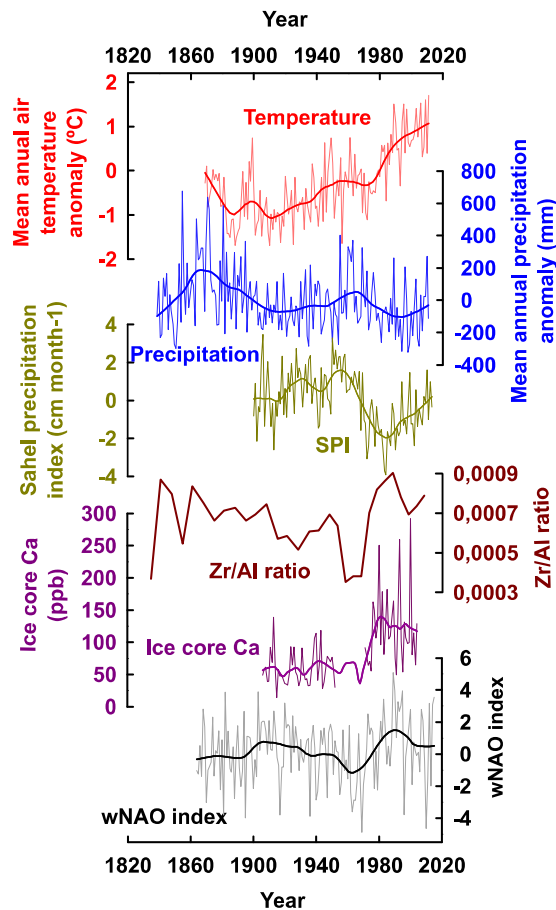 Year
1820 1860 1900 1940 1980 2020
2
1
0
-1
-2
Mean anual air
temperature
anomaly (ºC)
Temperature
800
600
400
200
0
-200
-400
Mean annual precipitation
anomaly (mm)
Precipitation
4
2
0
-2
-4
Sahel precipitation
index (cm month-1)
SPI
0,0009
0,0007
0,0005
0,0003
Zr/Al ratio
Zr/Al ratio
300
250
200
150
100
50
0
Ice core Ca
(ppb)
Ice core Ca
6
4
2
0
-2
-4
wNAO index
wNAO index
1820 1860 1900 1940 1980 2020
Year